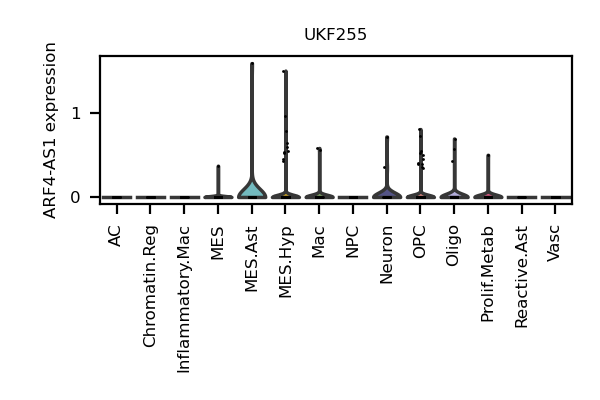 UKF255
ARF4-AS1 expression
1
0
AC
Chromatin.Reg
Inflammatory.Mac
MES
MES.Ast
MES.Hyp
Mac
NPC
Neuron
OPC
Oligo
Prolif.Metab
Reactive.Ast
Vasc